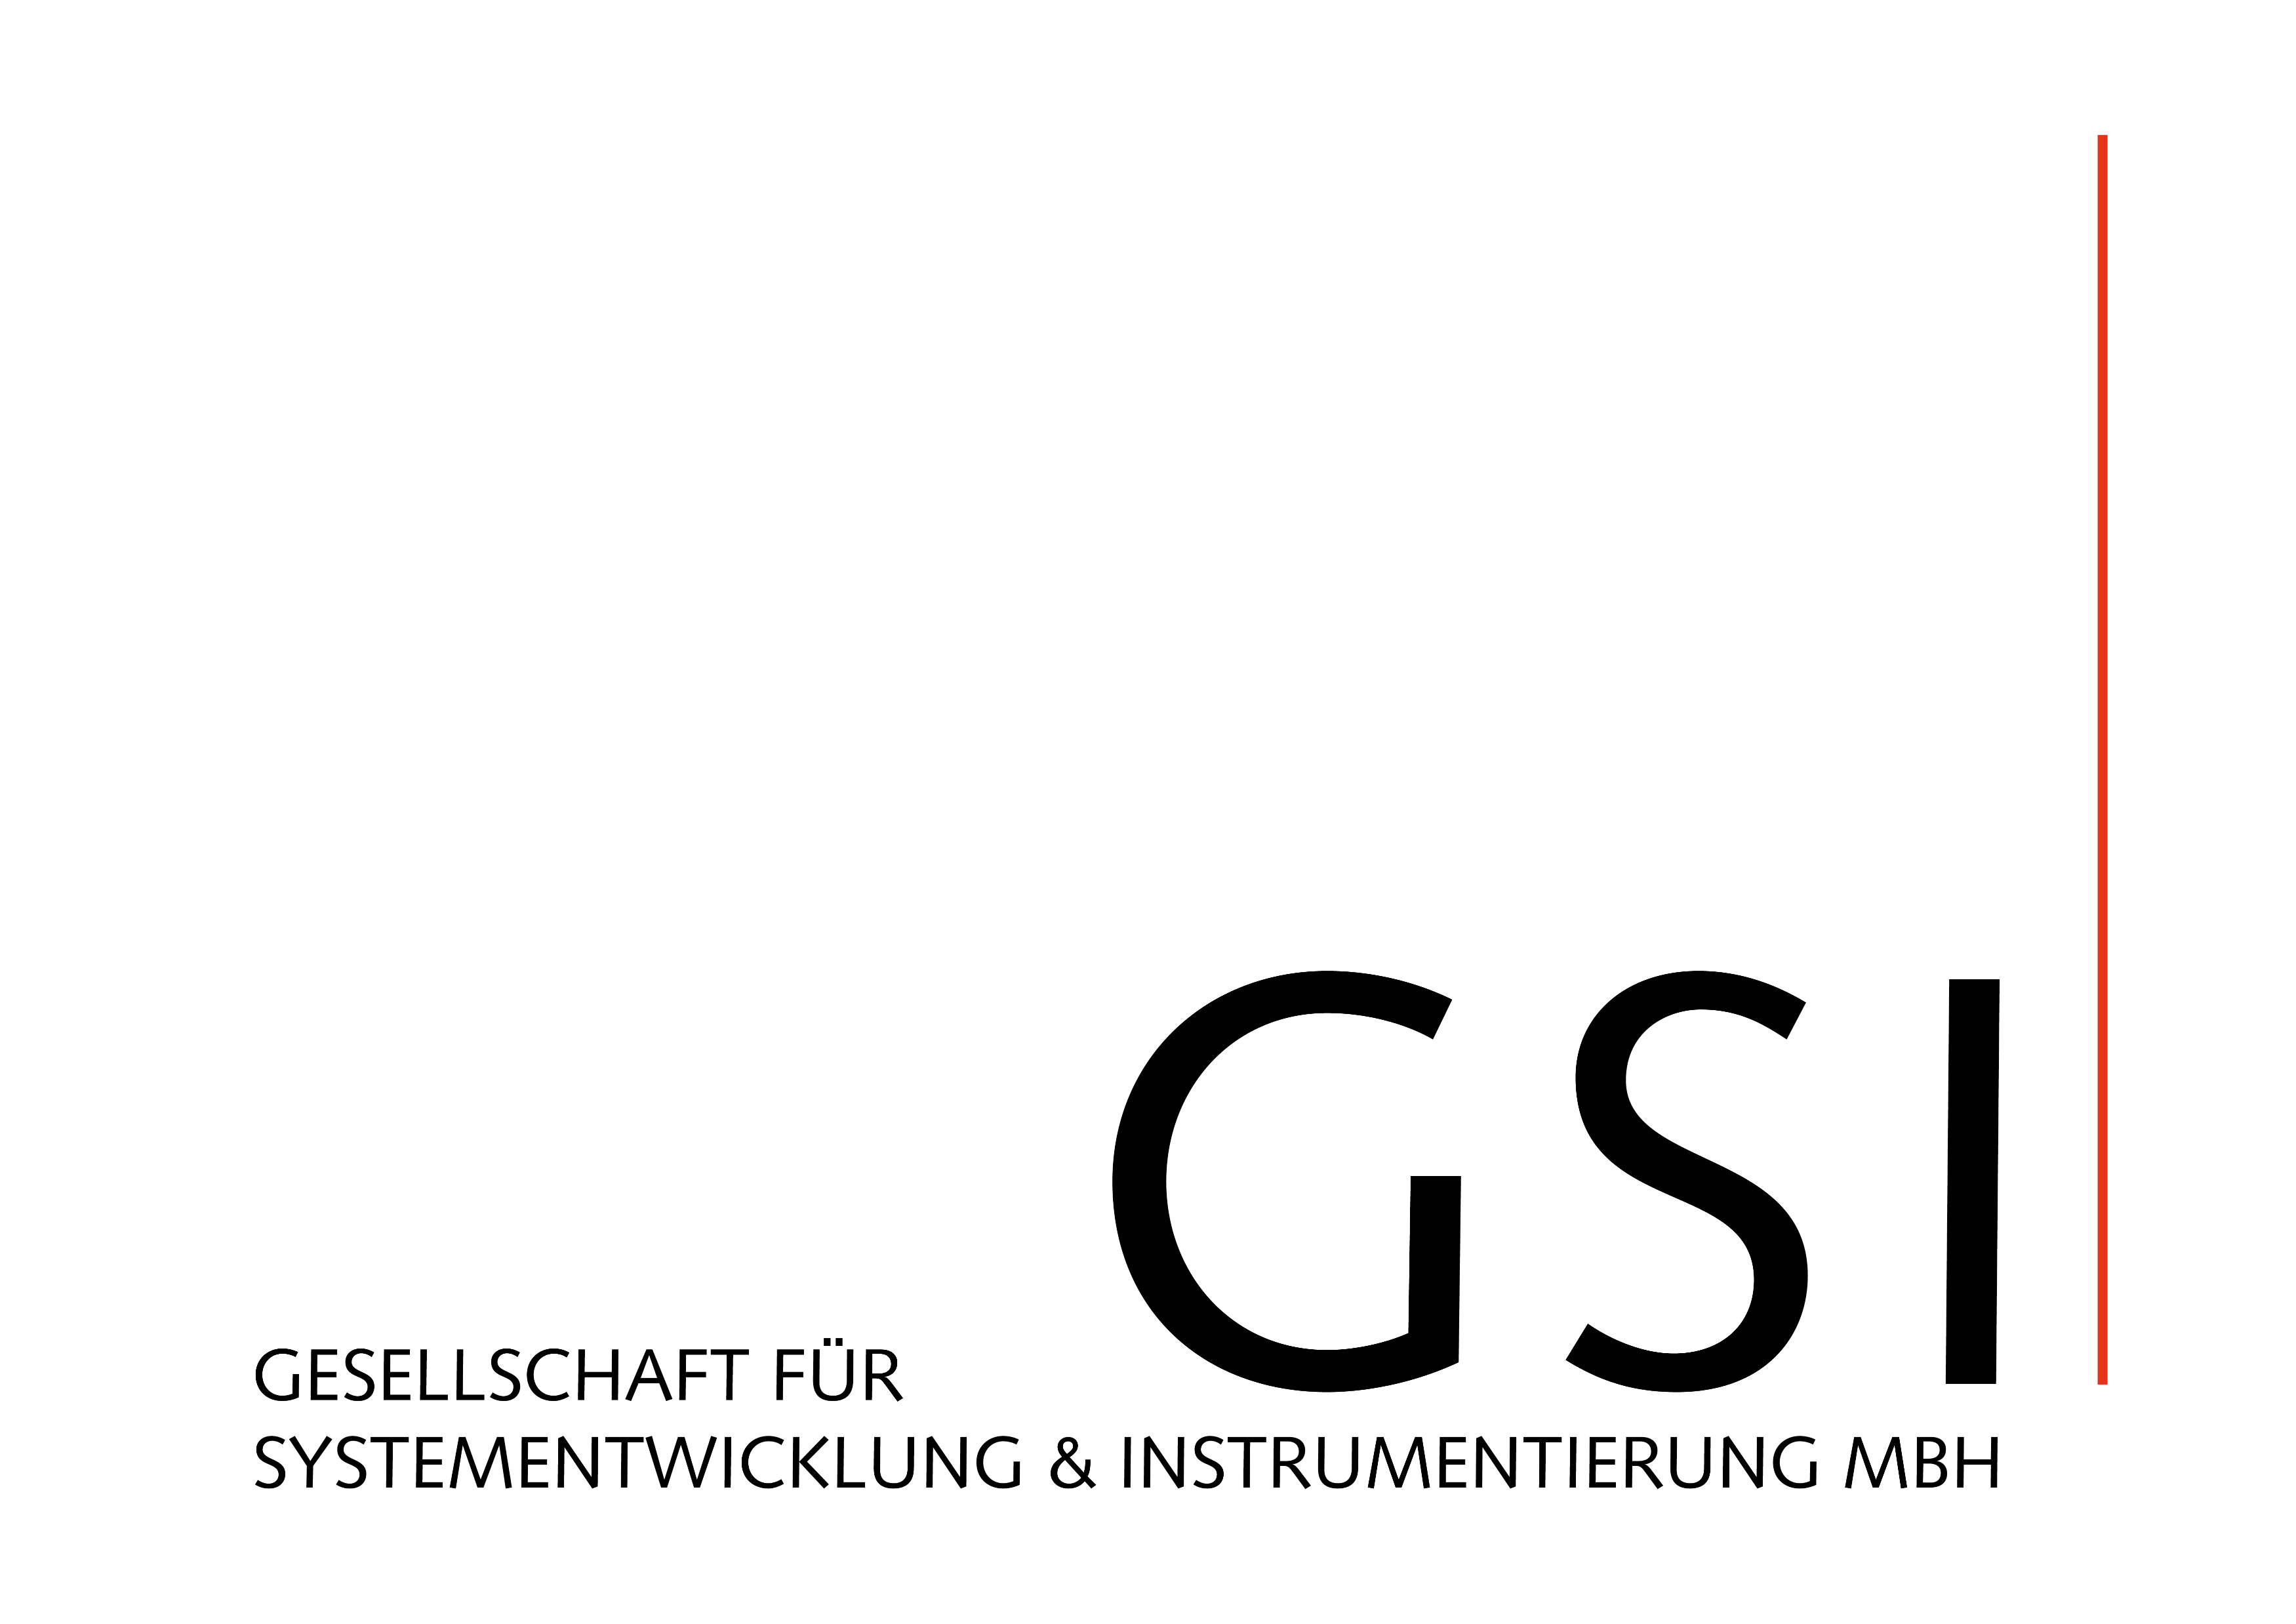 GSI
GESELLSCHAFT FÜR
SYSTEMENTWICKLUNG & INSTRUMENTIERUNG MBH